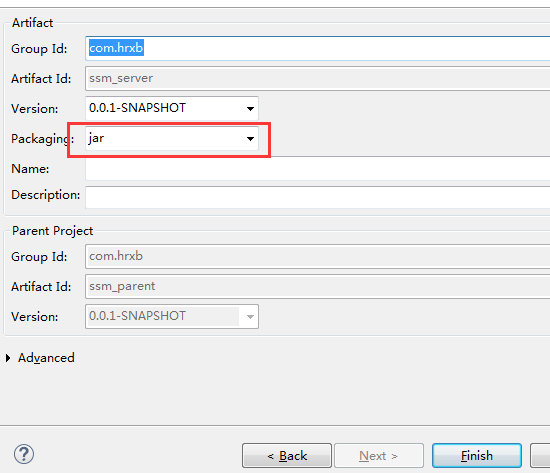 Artifact
Group Id: com.hrxb
Artifact Id: ssm_server
Version: 0.0.1-SNAPSHOT
Packaging: jar
Name:
Description:
Parent Project
Group Id: com.hrxb
Artifact Id: ssm_parent
Version: 0.0.1-SNAPSHOT
Advanced
? < Back Next > Finish